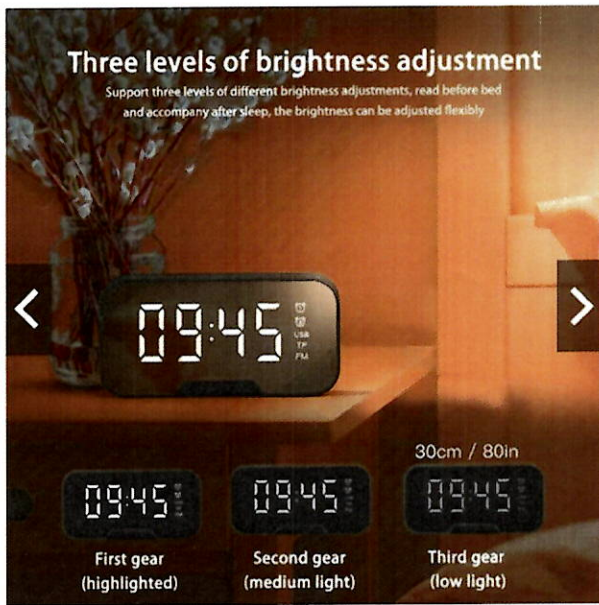 Three levels of brightness adjustment
Support three levels of different brightness adjustments, read before bed
and accompany after sleep, the brightness can be adjusted flexibly
09:45
USB
TF
FM
30cm / 80in
09:45
09:45
09:45
First gear
(highlighted)
Second gear
(medium light)
Third gear
(low light)